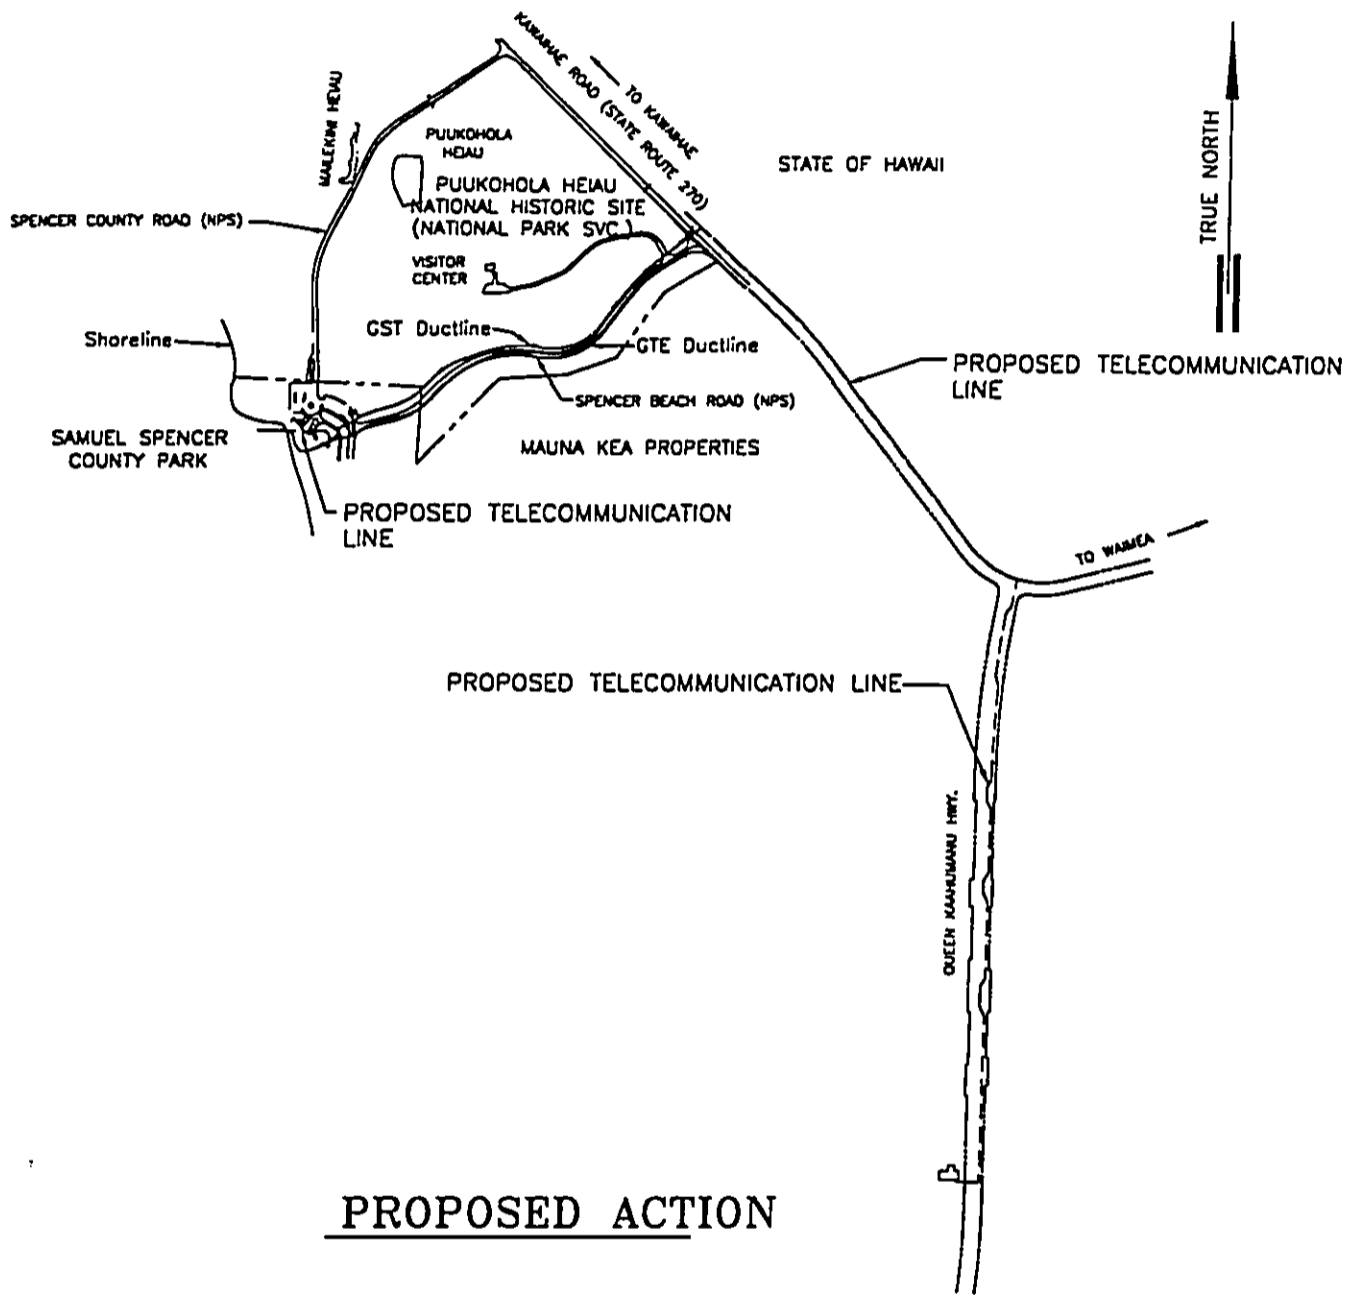 KAWAIHAE ROAD (STATE ROUTE 270)
TO KAWAIHAE
TRUE NORTH
STATE OF HAWAII
MAILEKINI HEIAU
PUUKOHOLA
HEIAU
PUUKOHOLA HEIAU
NATIONAL HISTORIC SITE
(NATIONAL PARK SVC.)
SPENCER COUNTY ROAD (NPS)
VISITOR
CENTER
GST Ductline
Shoreline
GTE Ductline
PROPOSED TELECOMMUNICATION
LINE
SPENCER BEACH ROAD (NPS)
SAMUEL SPENCER
COUNTY PARK
MAUNA KEA PROPERTIES
PROPOSED TELECOMMUNICATION
LINE
TO WAIMEA
PROPOSED TELECOMMUNICATION LINE
QUEEN KAAHUMANU HWY.
PROPOSED ACTION